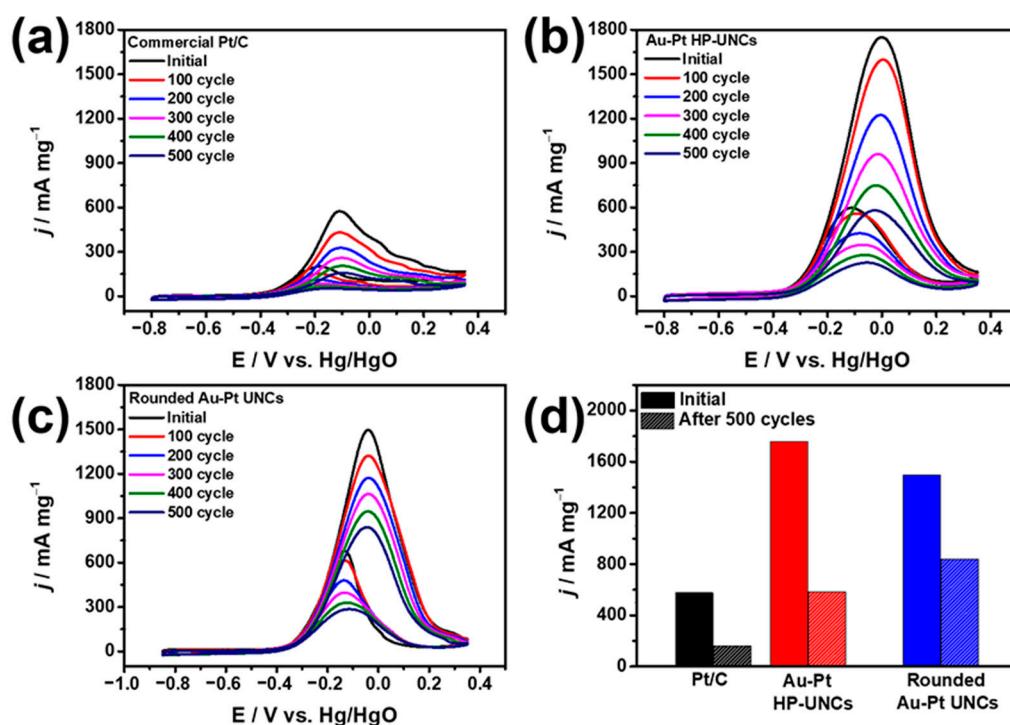 (a)
Commercial Pt/C
Initial
100 cycle
200 cycle
300 cycle
400 cycle
500 cycle
1800
1500
1200
900
600
300
0
j / mA mg⁻¹
−0.8 −0.6 −0.4 −0.2 0.0 0.2 0.4
E / V vs. Hg/HgO
(b)
Au-Pt HP-UNCs
Initial
100 cycle
200 cycle
300 cycle
400 cycle
500 cycle
1800
1500
1200
900
600
300
0
j / mA mg⁻¹
−0.8 −0.6 −0.4 −0.2 0.0 0.2 0.4
E / V vs. Hg/HgO
(c)
Rounded Au-Pt UNCs
Initial
100 cycle
200 cycle
300 cycle
400 cycle
500 cycle
1800
1500
1200
900
600
300
0
j / mA mg⁻¹
−1.0 −0.8 −0.6 −0.4 −0.2 0.0 0.2 0.4
E / V vs. Hg/HgO
(d)
Initial
After 500 cycles
2000
1600
1200
800
400
0
j / mA mg⁻¹
Pt/C
Au-Pt
HP-UNCs
Rounded
Au-Pt UNCs